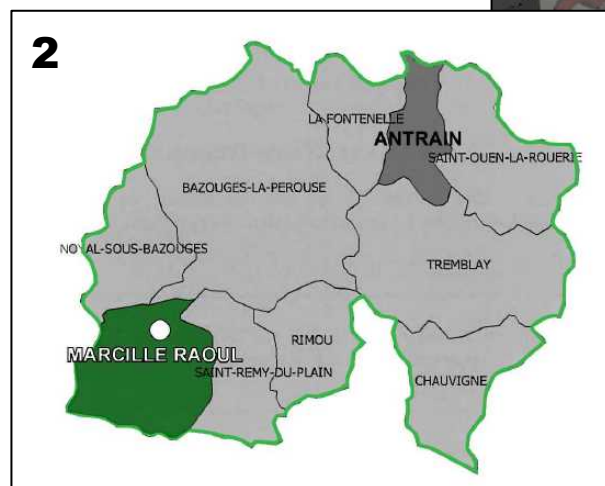 2
LA FONTENELLE
ANTRAIN
SAINT-OUEN-LA-ROUERIE
BAZOUGES-LA-PEROUSE
NOYAL-SOUS-BAZOUGES
TREMBLAY
RIMOU
MARCILLE RAOUL
SAINT-REMY-DU-PLAIN
CHAUVIGNE